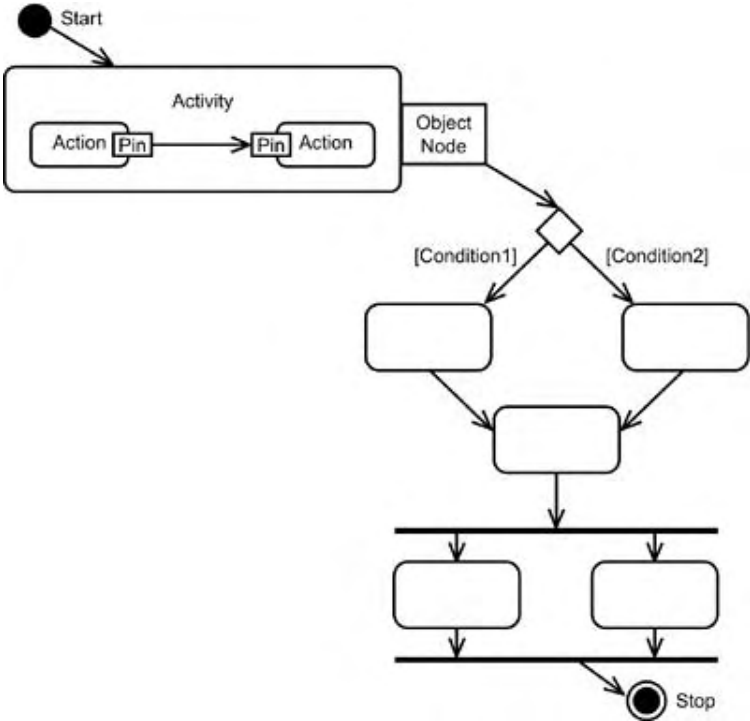 Start
Activity
Action
Pin
Pin
Action
Object
Node
[Condition1]
[Condition2]
Stop